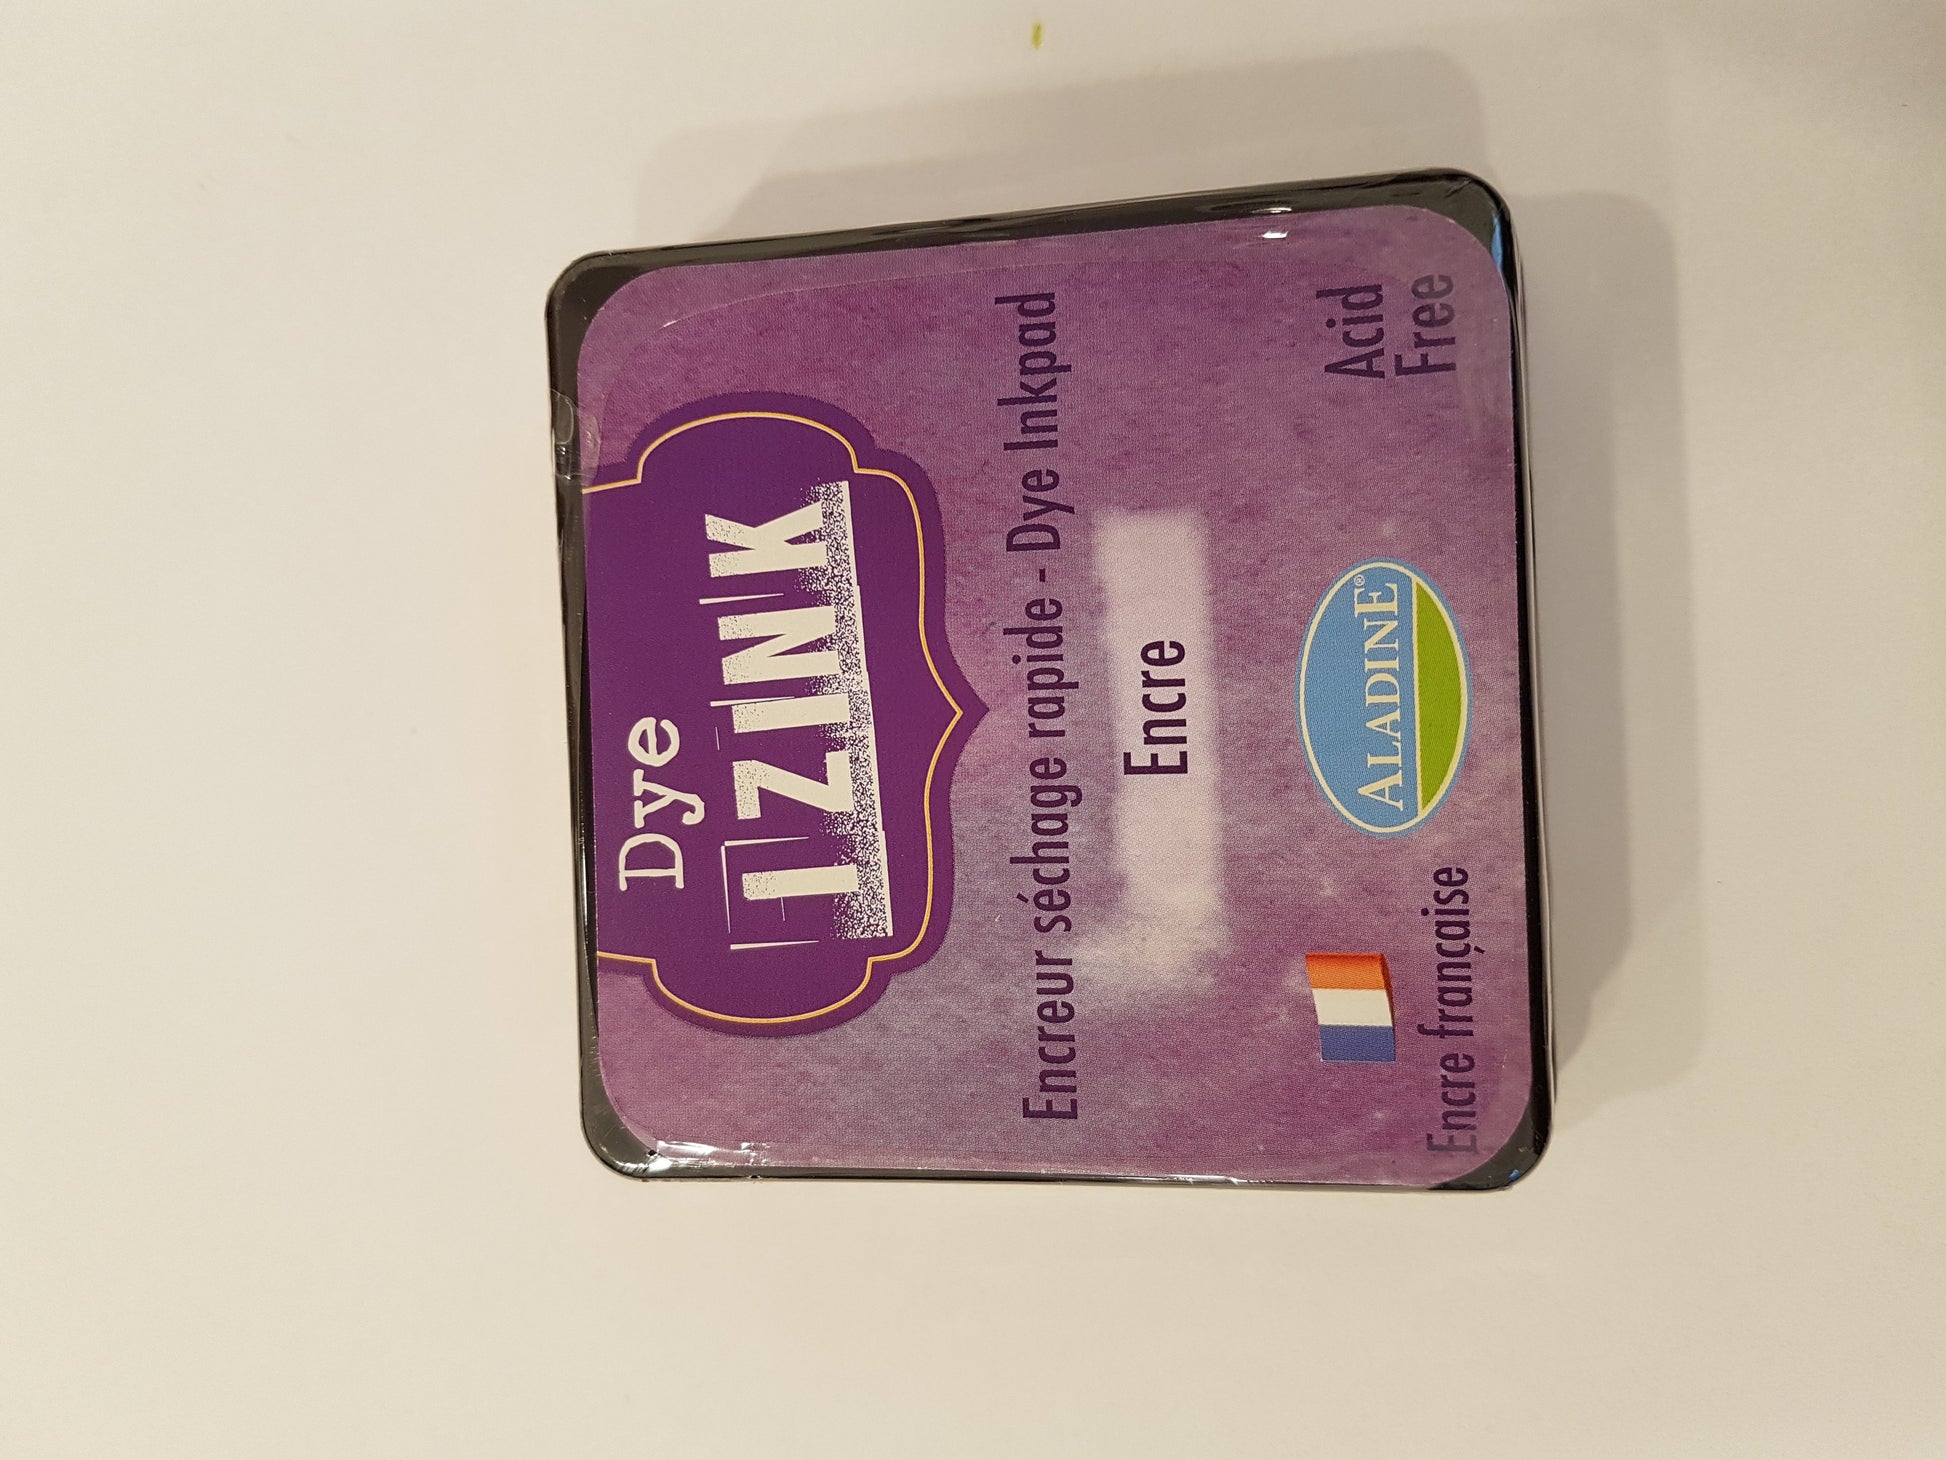 Dye
IZINK
Encreur séchage rapide - Dye Inkpad
Encre
ALADINE®
Encre française
Acid
Free